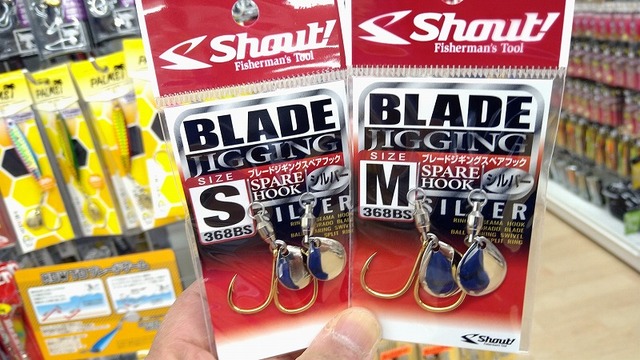 Shout!
Fisherman's Tool
BLADE
JIGGING
ブレードジギングスペアフック
SIZE
S
368BS
SPARE
HOOK
シルバー
SILVER
Shout!
Fisherman's Tool
BLADE
JIGGING
ブレードジギングスペアフック
SIZE
M
368BS
SPARE
HOOK
シルバー
SILVER
SPLIT RING
Shout!
PALMET